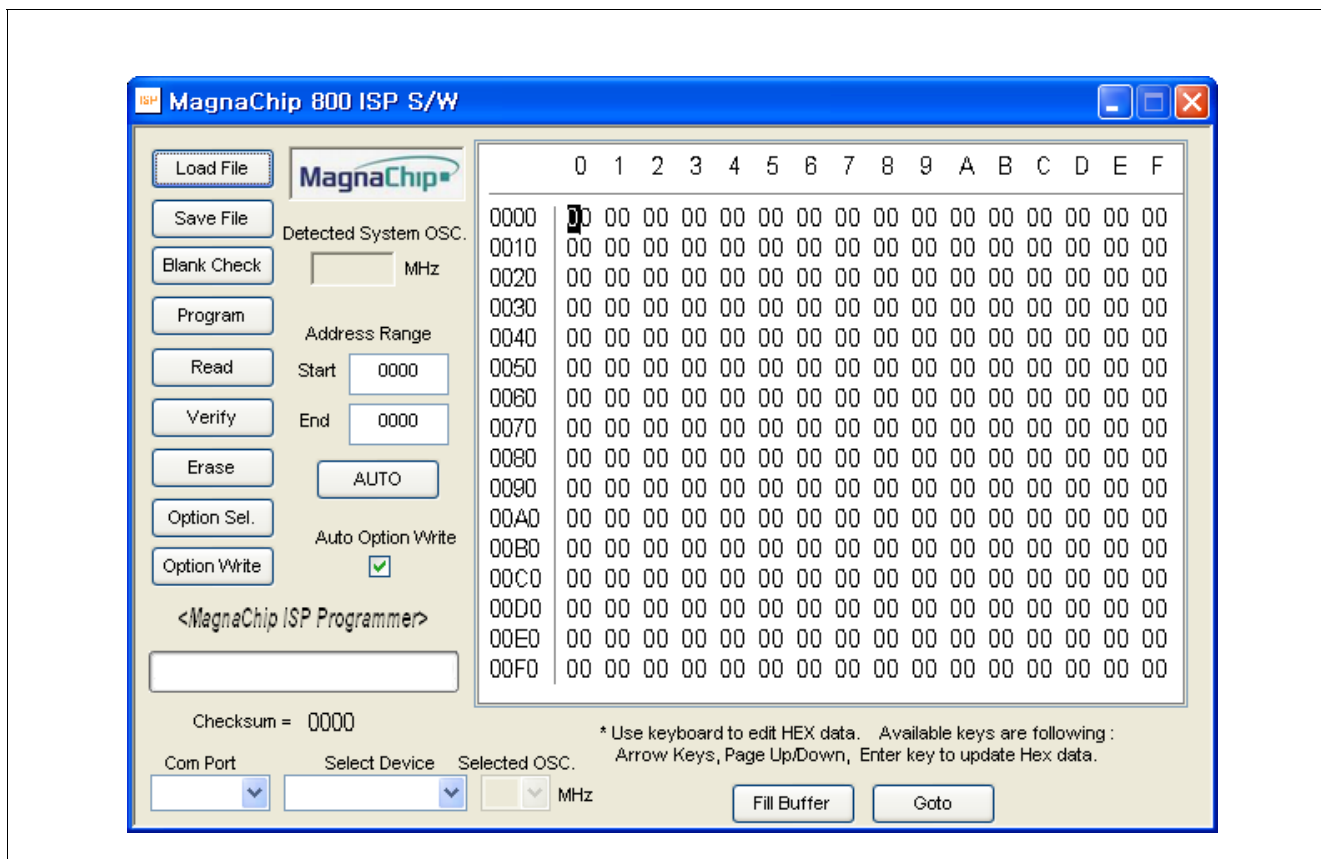 ISP MagnaChip 800 ISP S/W
Load File
Save File
Blank Check
Program
Read
Verify
Erase
Option Sel.
Option Write
MagnaChip
Detected System OSC.
MHz
Address Range
Start 0000
End 0000
AUTO
Auto Option Write
<MagnaChip ISP Programmer>
Checksum = 0000
Com Port Select Device Selected OSC.
MHz
0 1 2 3 4 5 6 7 8 9 A B C D E F
0000 00 00 00 00 00 00 00 00 00 00 00 00 00 00 00 00
0010 00 00 00 00 00 00 00 00 00 00 00 00 00 00 00 00
0020 00 00 00 00 00 00 00 00 00 00 00 00 00 00 00 00
0030 00 00 00 00 00 00 00 00 00 00 00 00 00 00 00 00
0040 00 00 00 00 00 00 00 00 00 00 00 00 00 00 00 00
0050 00 00 00 00 00 00 00 00 00 00 00 00 00 00 00 00
0060 00 00 00 00 00 00 00 00 00 00 00 00 00 00 00 00
0070 00 00 00 00 00 00 00 00 00 00 00 00 00 00 00 00
0080 00 00 00 00 00 00 00 00 00 00 00 00 00 00 00 00
0090 00 00 00 00 00 00 00 00 00 00 00 00 00 00 00 00
00A0 00 00 00 00 00 00 00 00 00 00 00 00 00 00 00 00
00B0 00 00 00 00 00 00 00 00 00 00 00 00 00 00 00 00
00C0 00 00 00 00 00 00 00 00 00 00 00 00 00 00 00 00
00D0 00 00 00 00 00 00 00 00 00 00 00 00 00 00 00 00
00E0 00 00 00 00 00 00 00 00 00 00 00 00 00 00 00 00
00F0 00 00 00 00 00 00 00 00 00 00 00 00 00 00 00 00
* Use keyboard to edit HEX data. Available keys are following :
Arrow Keys, Page Up/Down, Enter key to update Hex data.
Fill Buffer
Goto